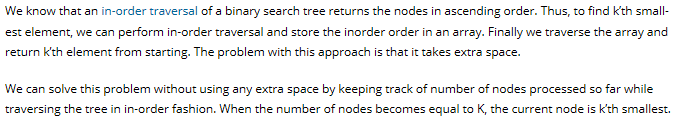 We know that an in-order traversal of a binary search tree returns the nodes in ascending order. Thus, to find k'th small-
est element, we can perform in-order traversal and store the inorder order in an array. Finally we traverse the array and
return k'th element from starting. The problem with this approach is that it takes extra space.
We can solve this problem without using any extra space by keeping track of number of nodes processed so far while
traversing the tree in in-order fashion. When the number of nodes becomes equal to K, the current node is k'th smallest.